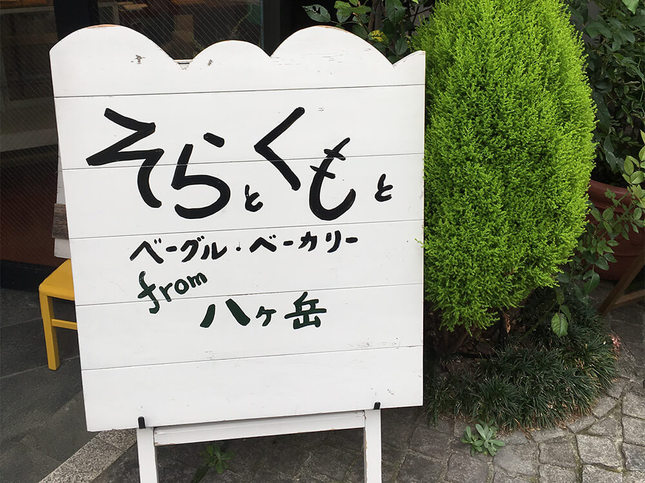 そらとくもと
ベーグル・ベーカリー
from
八ヶ岳